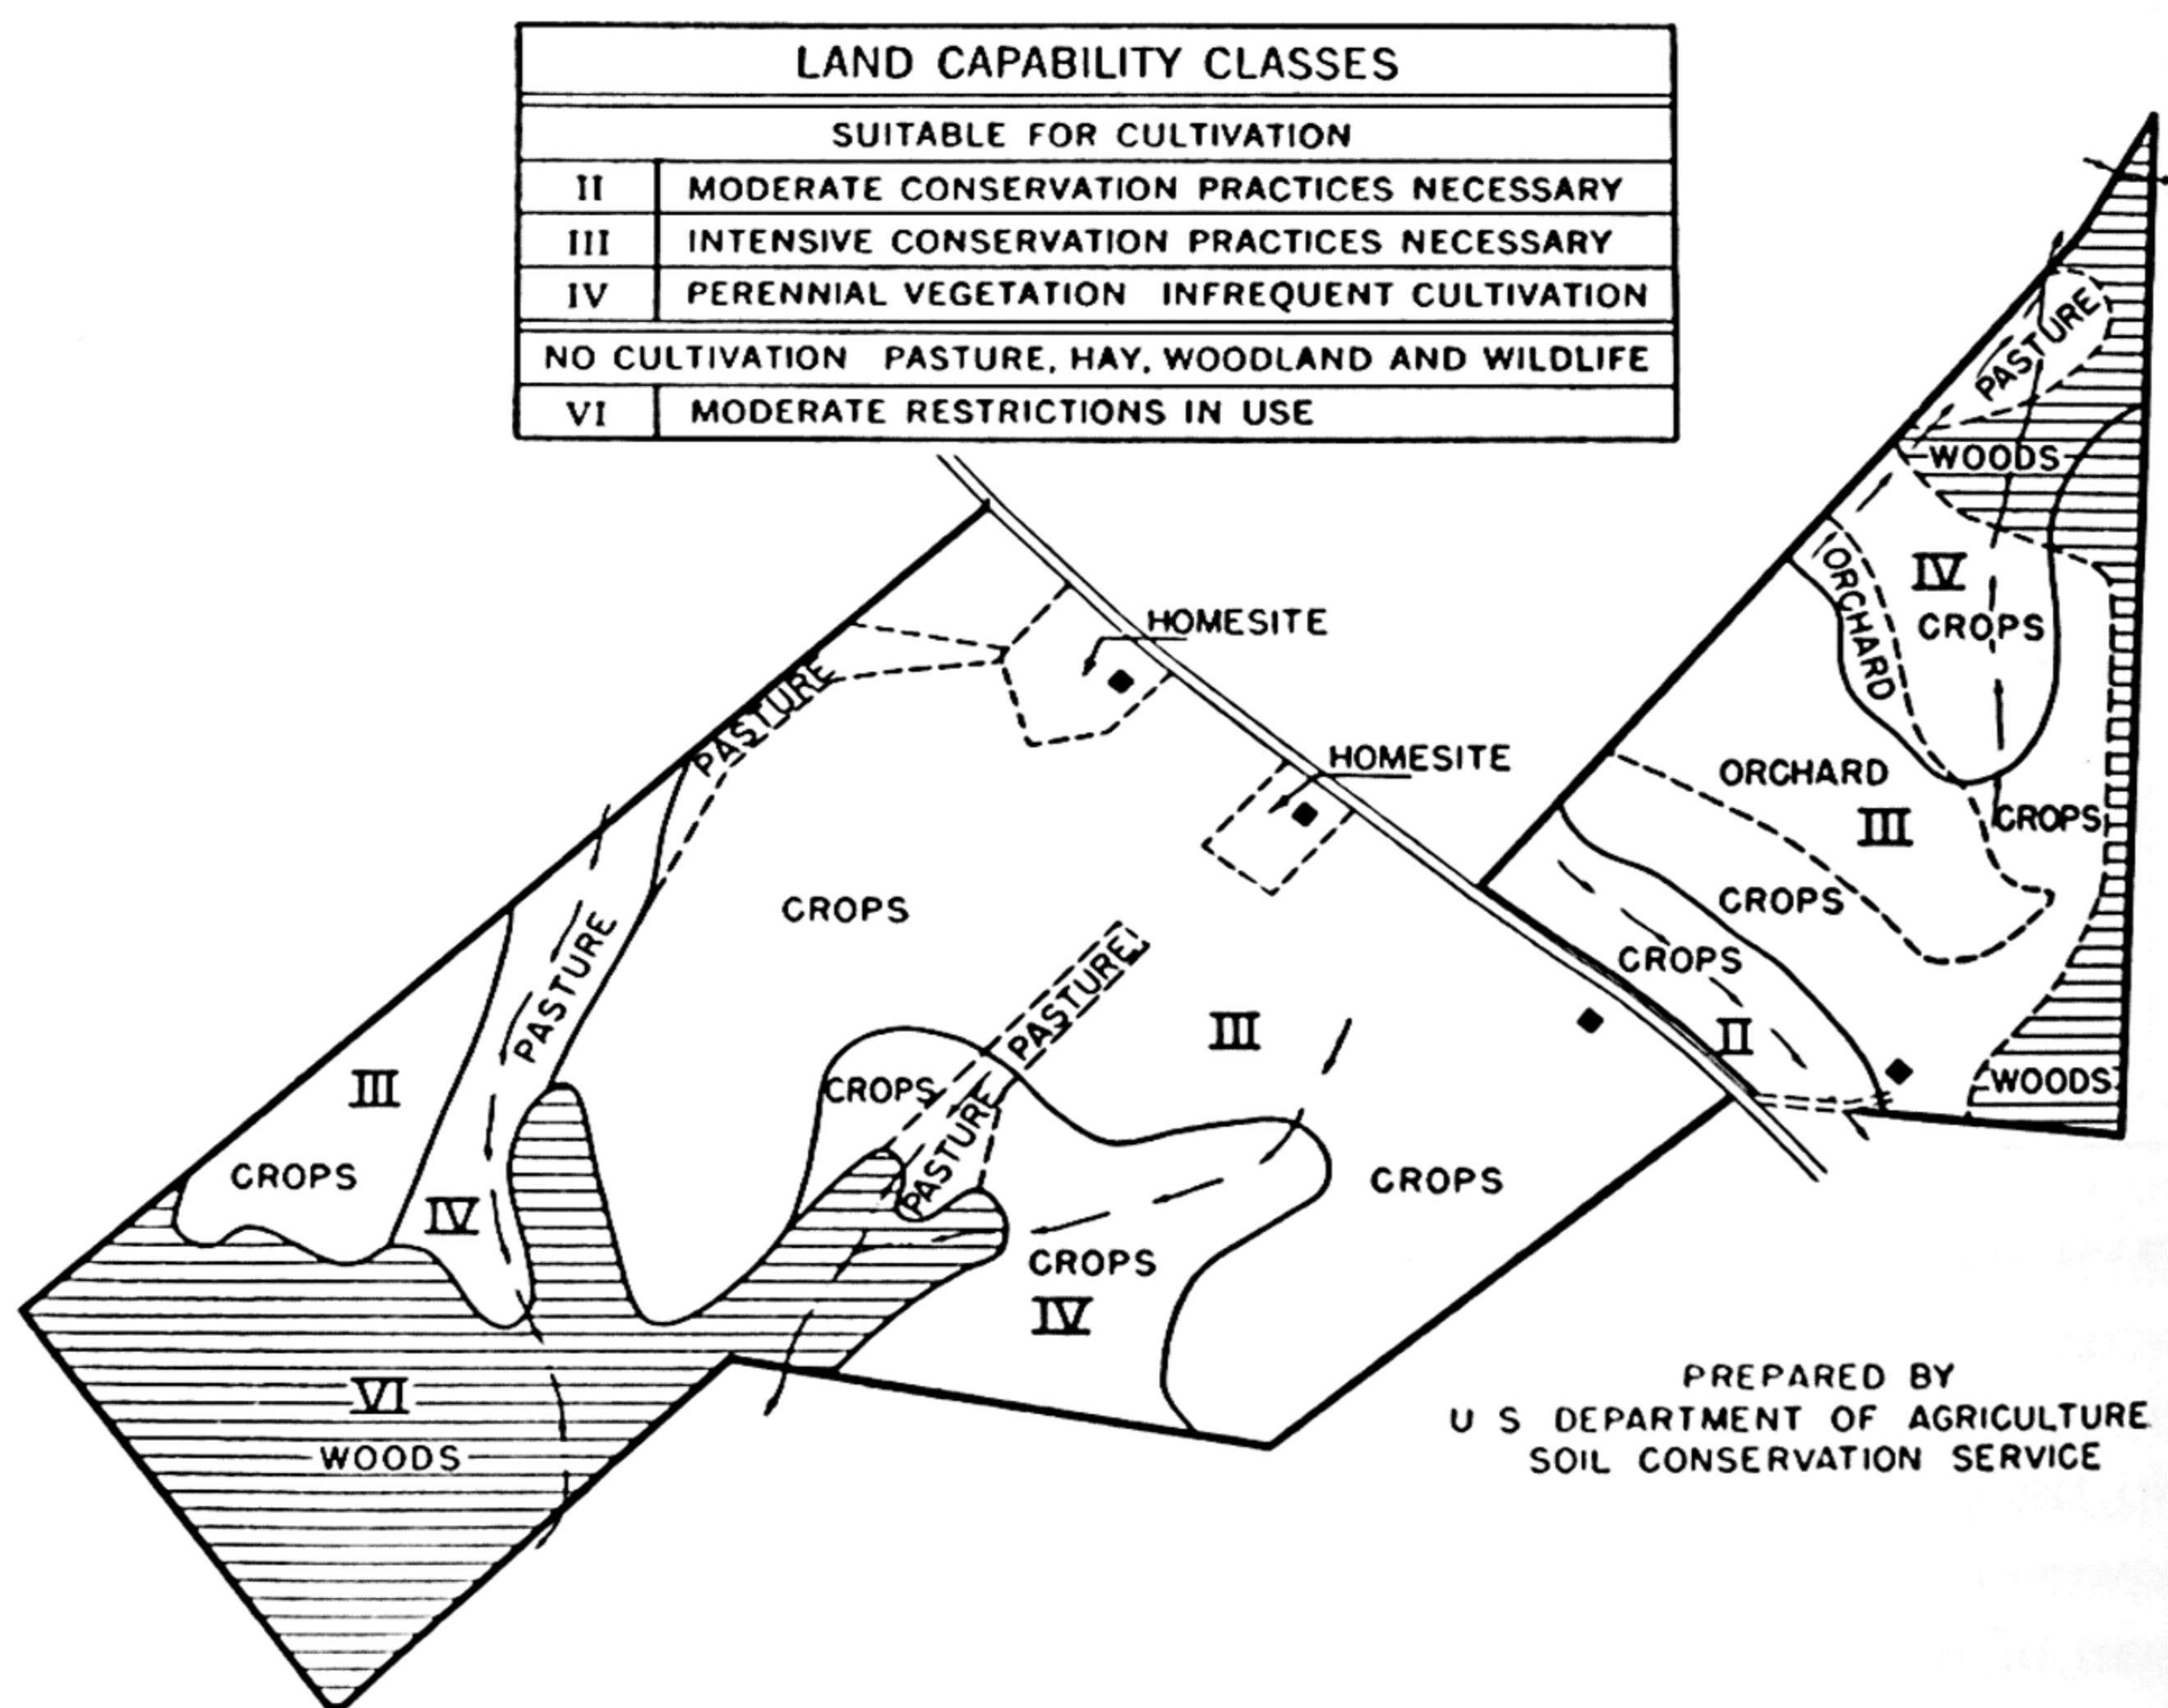 LAND CAPABILITY CLASSES
SUITABLE FOR CULTIVATION
II MODERATE CONSERVATION PRACTICES NECESSARY
III INTENSIVE CONSERVATION PRACTICES NECESSARY
IV PERENNIAL VEGETATION INFREQUENT CULTIVATION
NO CULTIVATION PASTURE, HAY, WOODLAND AND WILDLIFE
VI MODERATE RESTRICTIONS IN USE
PASTURE
WOODS
IV
ORCHARD
CROPS
HOMESITE
PASTURE
HOMESITE
ORCHARD
III
CROPS
CROPS
CROPS
CROPS
PASTURE
PASTURE
III
II
WOODS
III
CROPS
PASTURE
CROPS
IV
CROPS
CROPS
IV
VI
WOODS
PREPARED BY
U S DEPARTMENT OF AGRICULTURE
SOIL CONSERVATION SERVICE